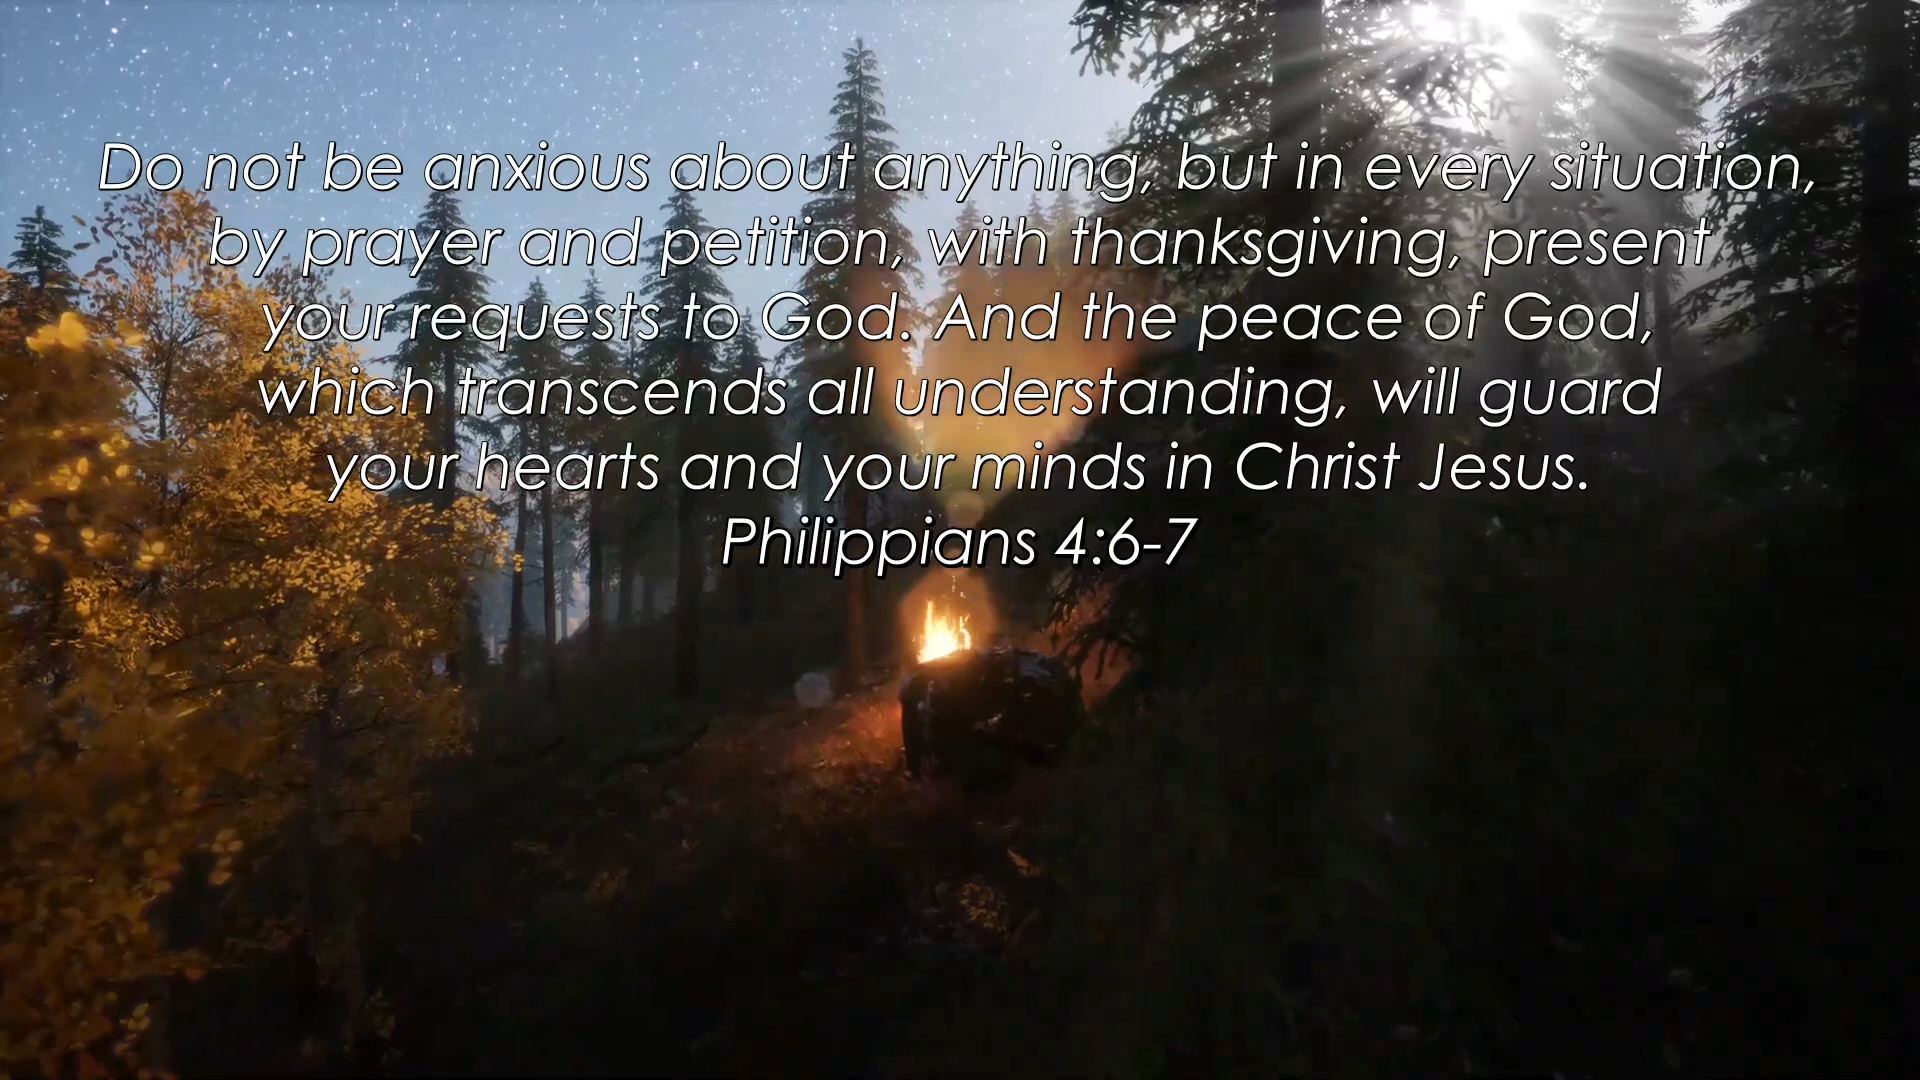 Do not be anxious about anything, but in every situation,
by prayer and petition, with thanksgiving, present
your requests to God. And the peace of God,
which transcends all understanding, will guard
your hearts and your minds in Christ Jesus.
Philippians 4:6-7